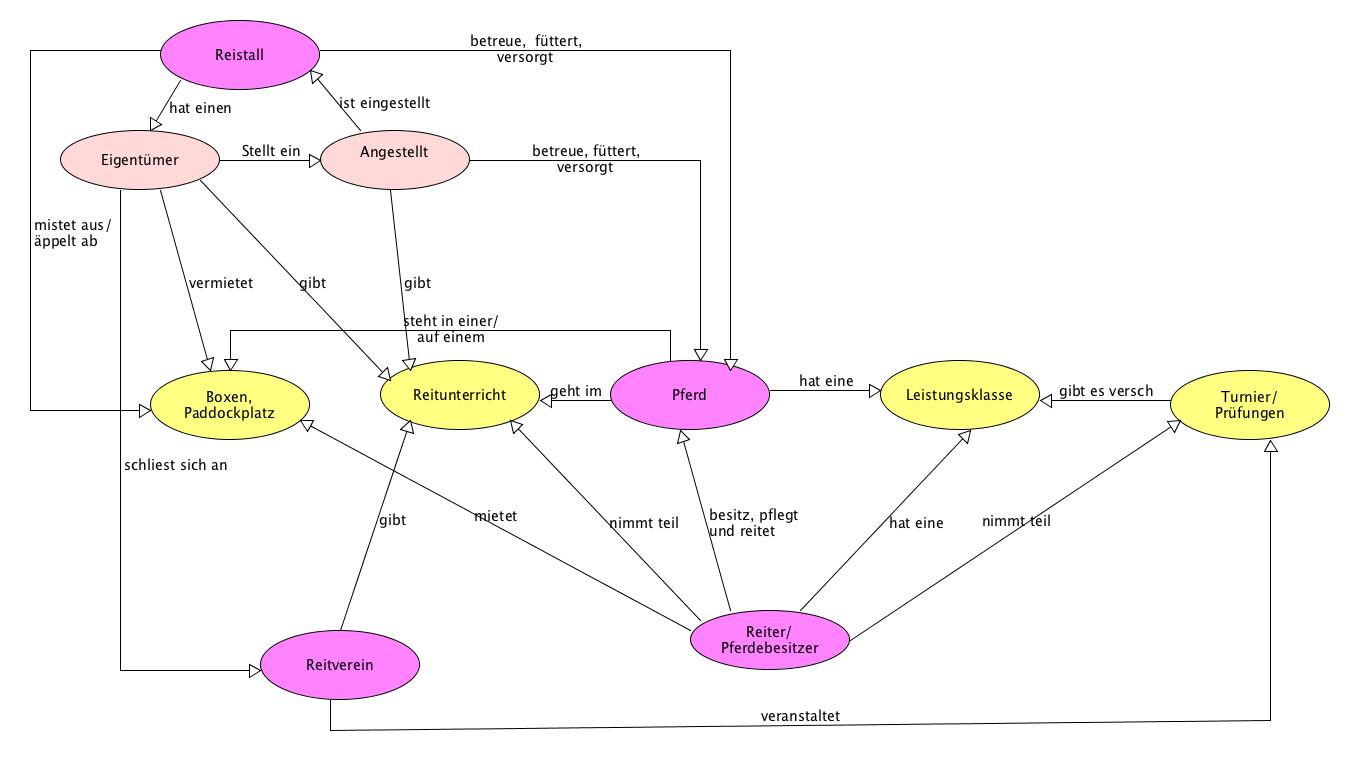 Reistall
betreue, füttert,
versorgt
hat einen
ist eingestellt
Eigentümer
Stellt ein
Angestellt
betreue, füttert,
versorgt
mistet aus/
äppelt ab
vermietet
gibt
gibt
steht in einer/
auf einem
Boxen,
Paddockplatz
Reitunterricht
geht im
Pferd
hat eine
Leistungsklasse
gibt es versch
Turnier/
Prüfungen
schliest sich an
gibt
mietet
nimmt teil
besitz, pflegt
und reitet
hat eine
nimmt teil
Reitverein
Reiter/
Pferdebesitzer
veranstaltet